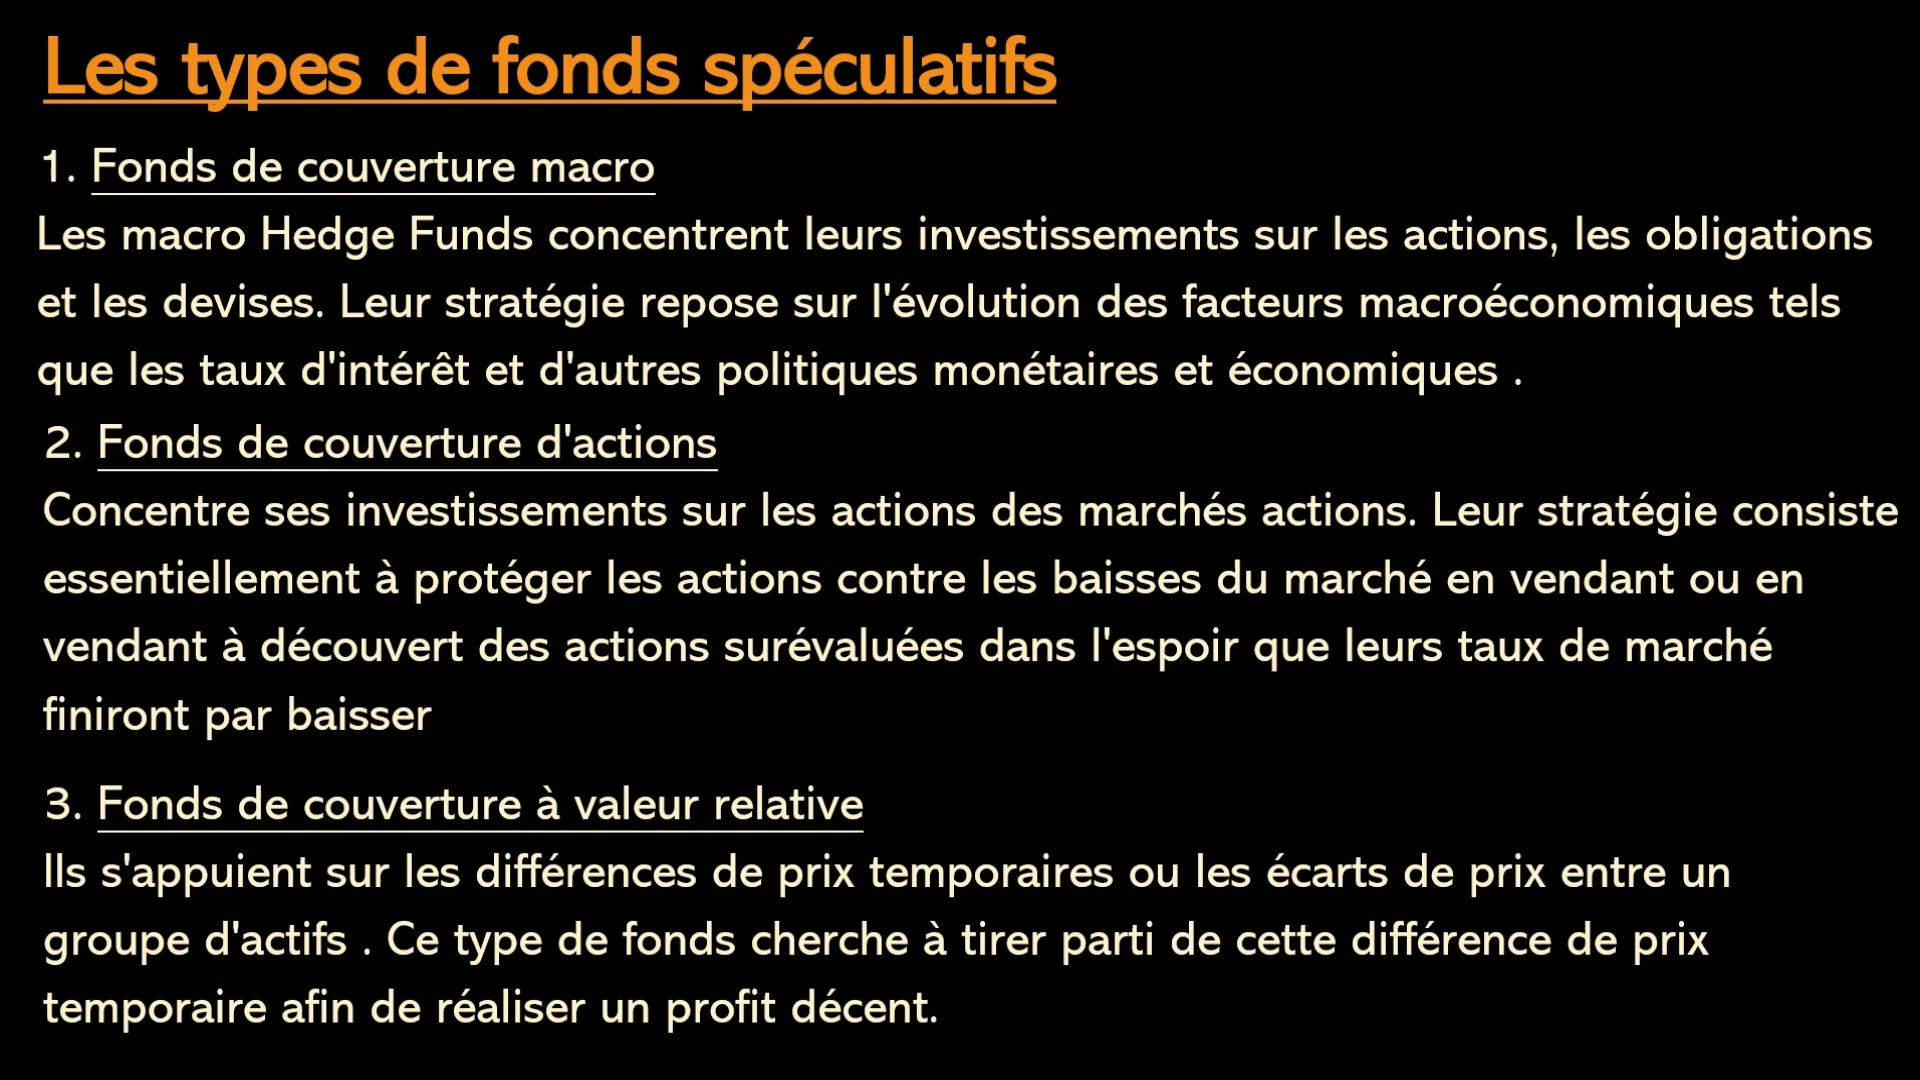 Les types de fonds spéculatifs
1. Fonds de couverture macro
Les macro Hedge Funds concentrent leurs investissements sur les actions, les obligations
et les devises. Leur stratégie repose sur l'évolution des facteurs macroéconomiques tels
que les taux d'intérêt et d'autres politiques monétaires et économiques .
2. Fonds de couverture d'actions
Concentre ses investissements sur les actions des marchés actions. Leur stratégie consiste
essentiellement à protéger les actions contre les baisses du marché en vendant ou en
vendant à découvert des actions surévaluées dans l'espoir que leurs taux de marché
finiront par baisser
3. Fonds de couverture à valeur relative
Ils s'appuient sur les différences de prix temporaires ou les écarts de prix entre un
groupe d'actifs . Ce type de fonds cherche à tirer parti de cette différence de prix
temporaire afin de réaliser un profit décent.